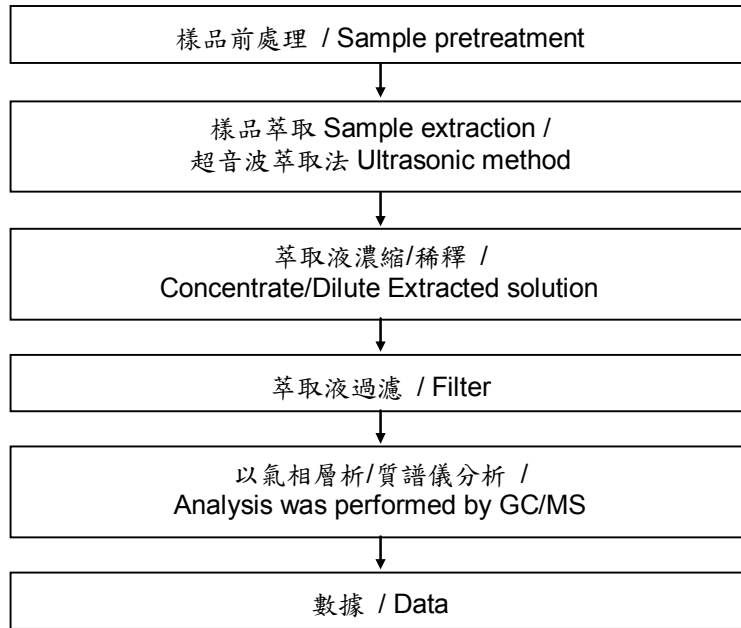 樣品前處理 / Sample pretreatment
樣品萃取 Sample extraction /
超音波萃取法 Ultrasonic method
萃取液濃縮/稀釋 /
Concentrate/Dilute Extracted solution
萃取液過濾 / Filter
以氣相層析/質譜儀分析 /
Analysis was performed by GC/MS
數據 / Data